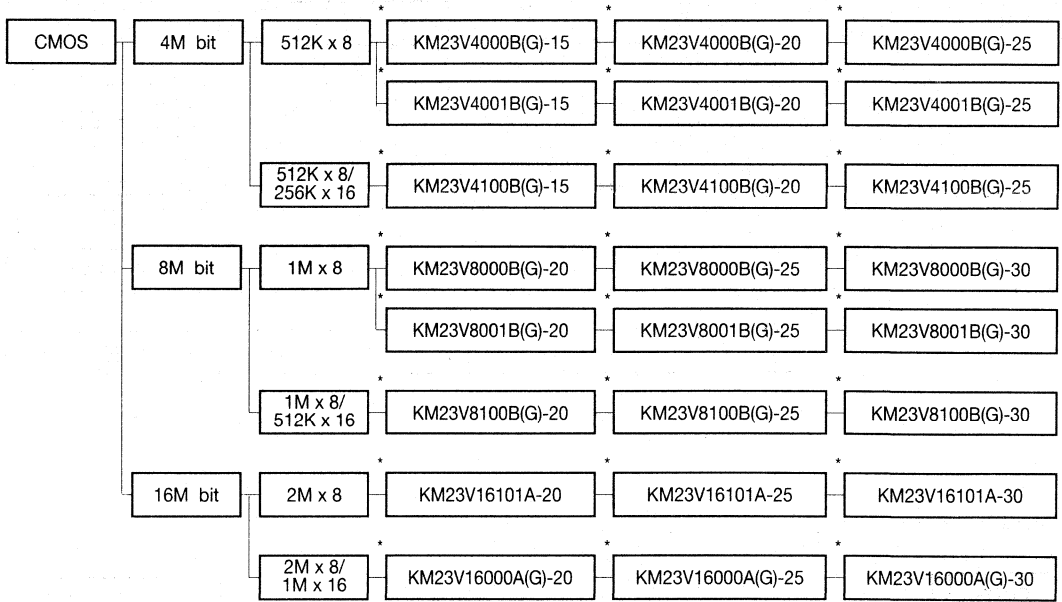 * * *
CMOS 4M bit 512K x 8 KM23V4000B(G)-15 KM23V4000B(G)-20 KM23V4000B(G)-25
* * *
KM23V4001B(G)-15 KM23V4001B(G)-20 KM23V4001B(G)-25
* * *
512K x 8/
256K x 16 KM23V4100B(G)-15 KM23V4100B(G)-20 KM23V4100B(G)-25
* * *
8M bit 1M x 8 KM23V8000B(G)-20 KM23V8000B(G)-25 KM23V8000B(G)-30
* * *
KM23V8001B(G)-20 KM23V8001B(G)-25 KM23V8001B(G)-30
* * *
1M x 8/
512K x 16 KM23V8100B(G)-20 KM23V8100B(G)-25 KM23V8100B(G)-30
* * *
16M bit 2M x 8 KM23V16101A-20 KM23V16101A-25 KM23V16101A-30
* * *
2M x 8/
1M x 16 KM23V16000A(G)-20 KM23V16000A(G)-25 KM23V16000A(G)-30